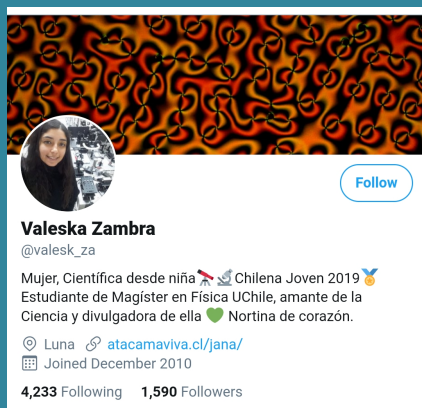 Follow
Valeska Zambra
@valesk_za
Mujer, Científica desde niña🔭🔬Chilena Joven 2019🏅
Estudiante de Magíster en Física UChile, amante de la
Ciencia y divulgadora de ella 💚 Nortina de corazón.
Luna atacamaviva.cl/jana/
Joined December 2010
4,233 Following 1,590 Followers